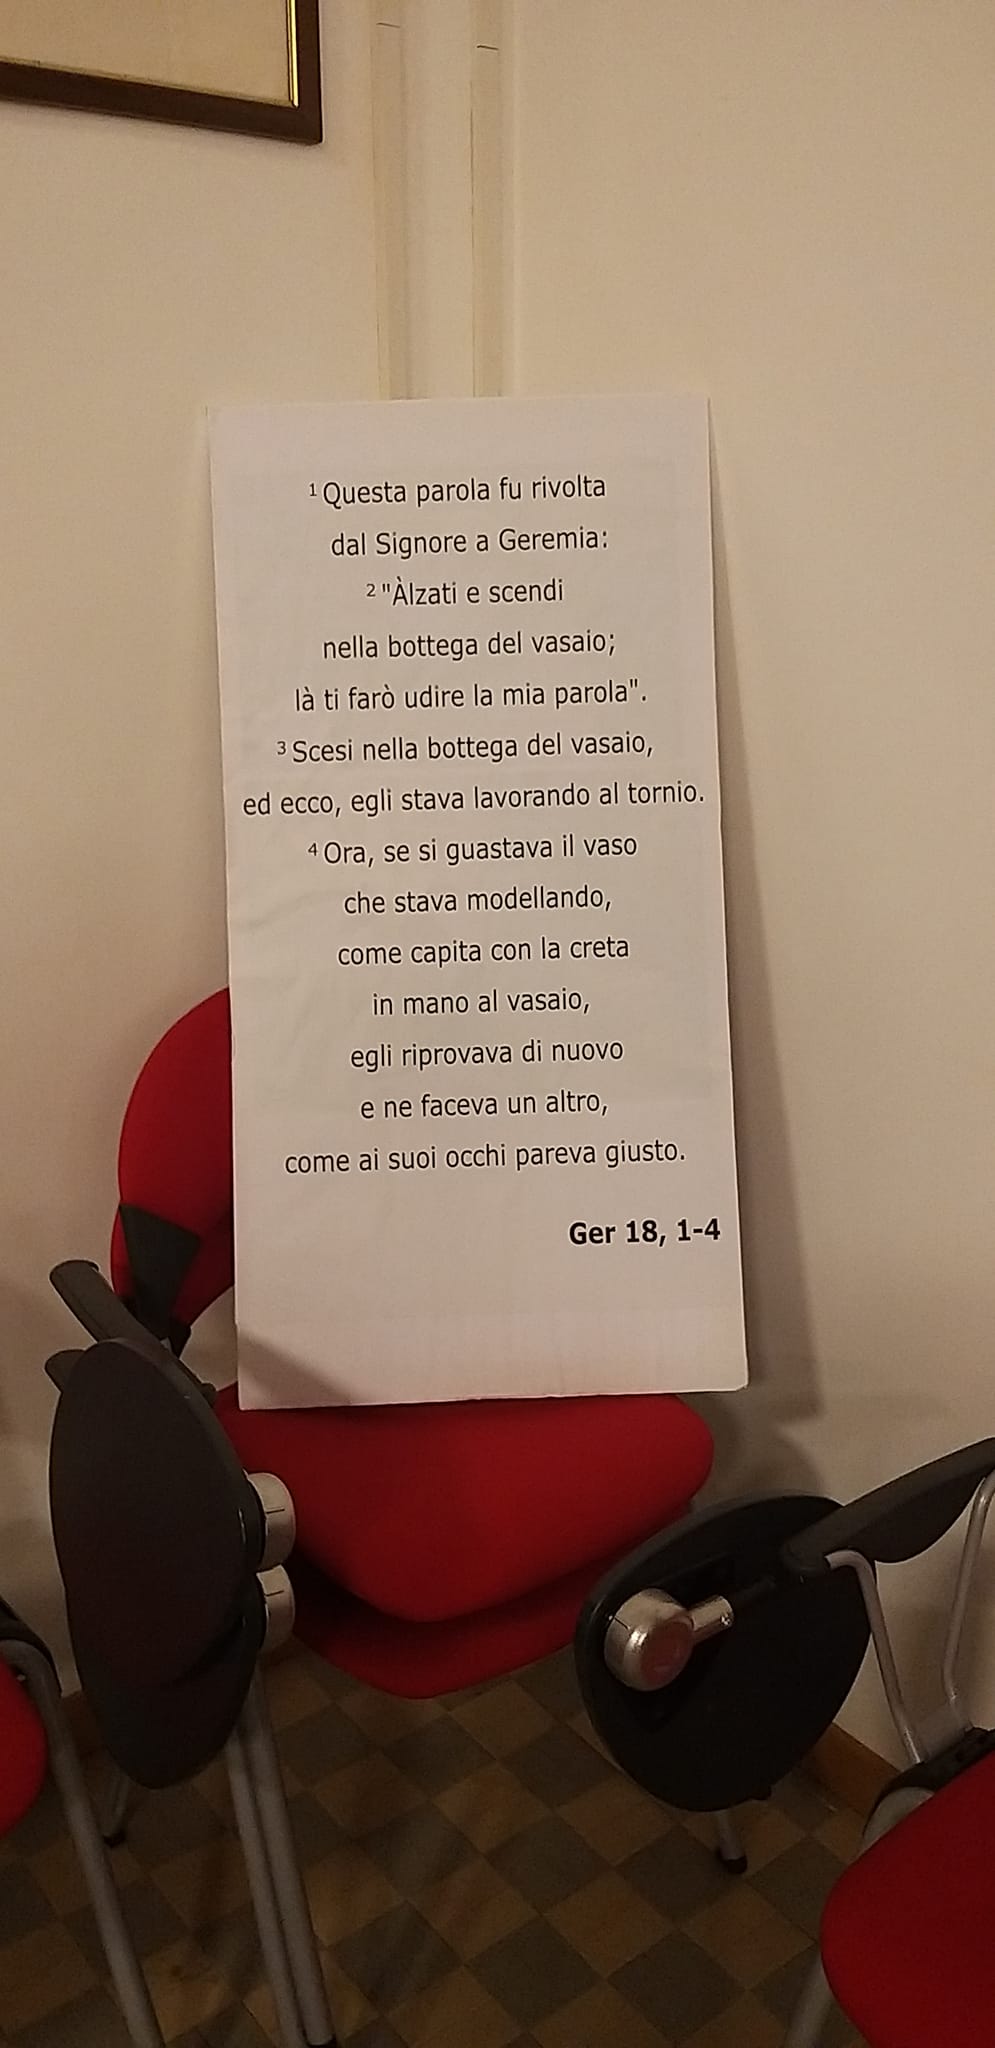 ¹ Questa parola fu rivolta
dal Signore a Geremia:
² "Àlzati e scendi
nella bottega del vasaio;
là ti farò udire la mia parola".
³ Scesi nella bottega del vasaio,
ed ecco, egli stava lavorando al tornio.
⁴ Ora, se si guastava il vaso
che stava modellando,
come capita con la creta
in mano al vasaio,
egli riprovava di nuovo
e ne faceva un altro,
come ai suoi occhi pareva giusto.
Ger 18, 1-4